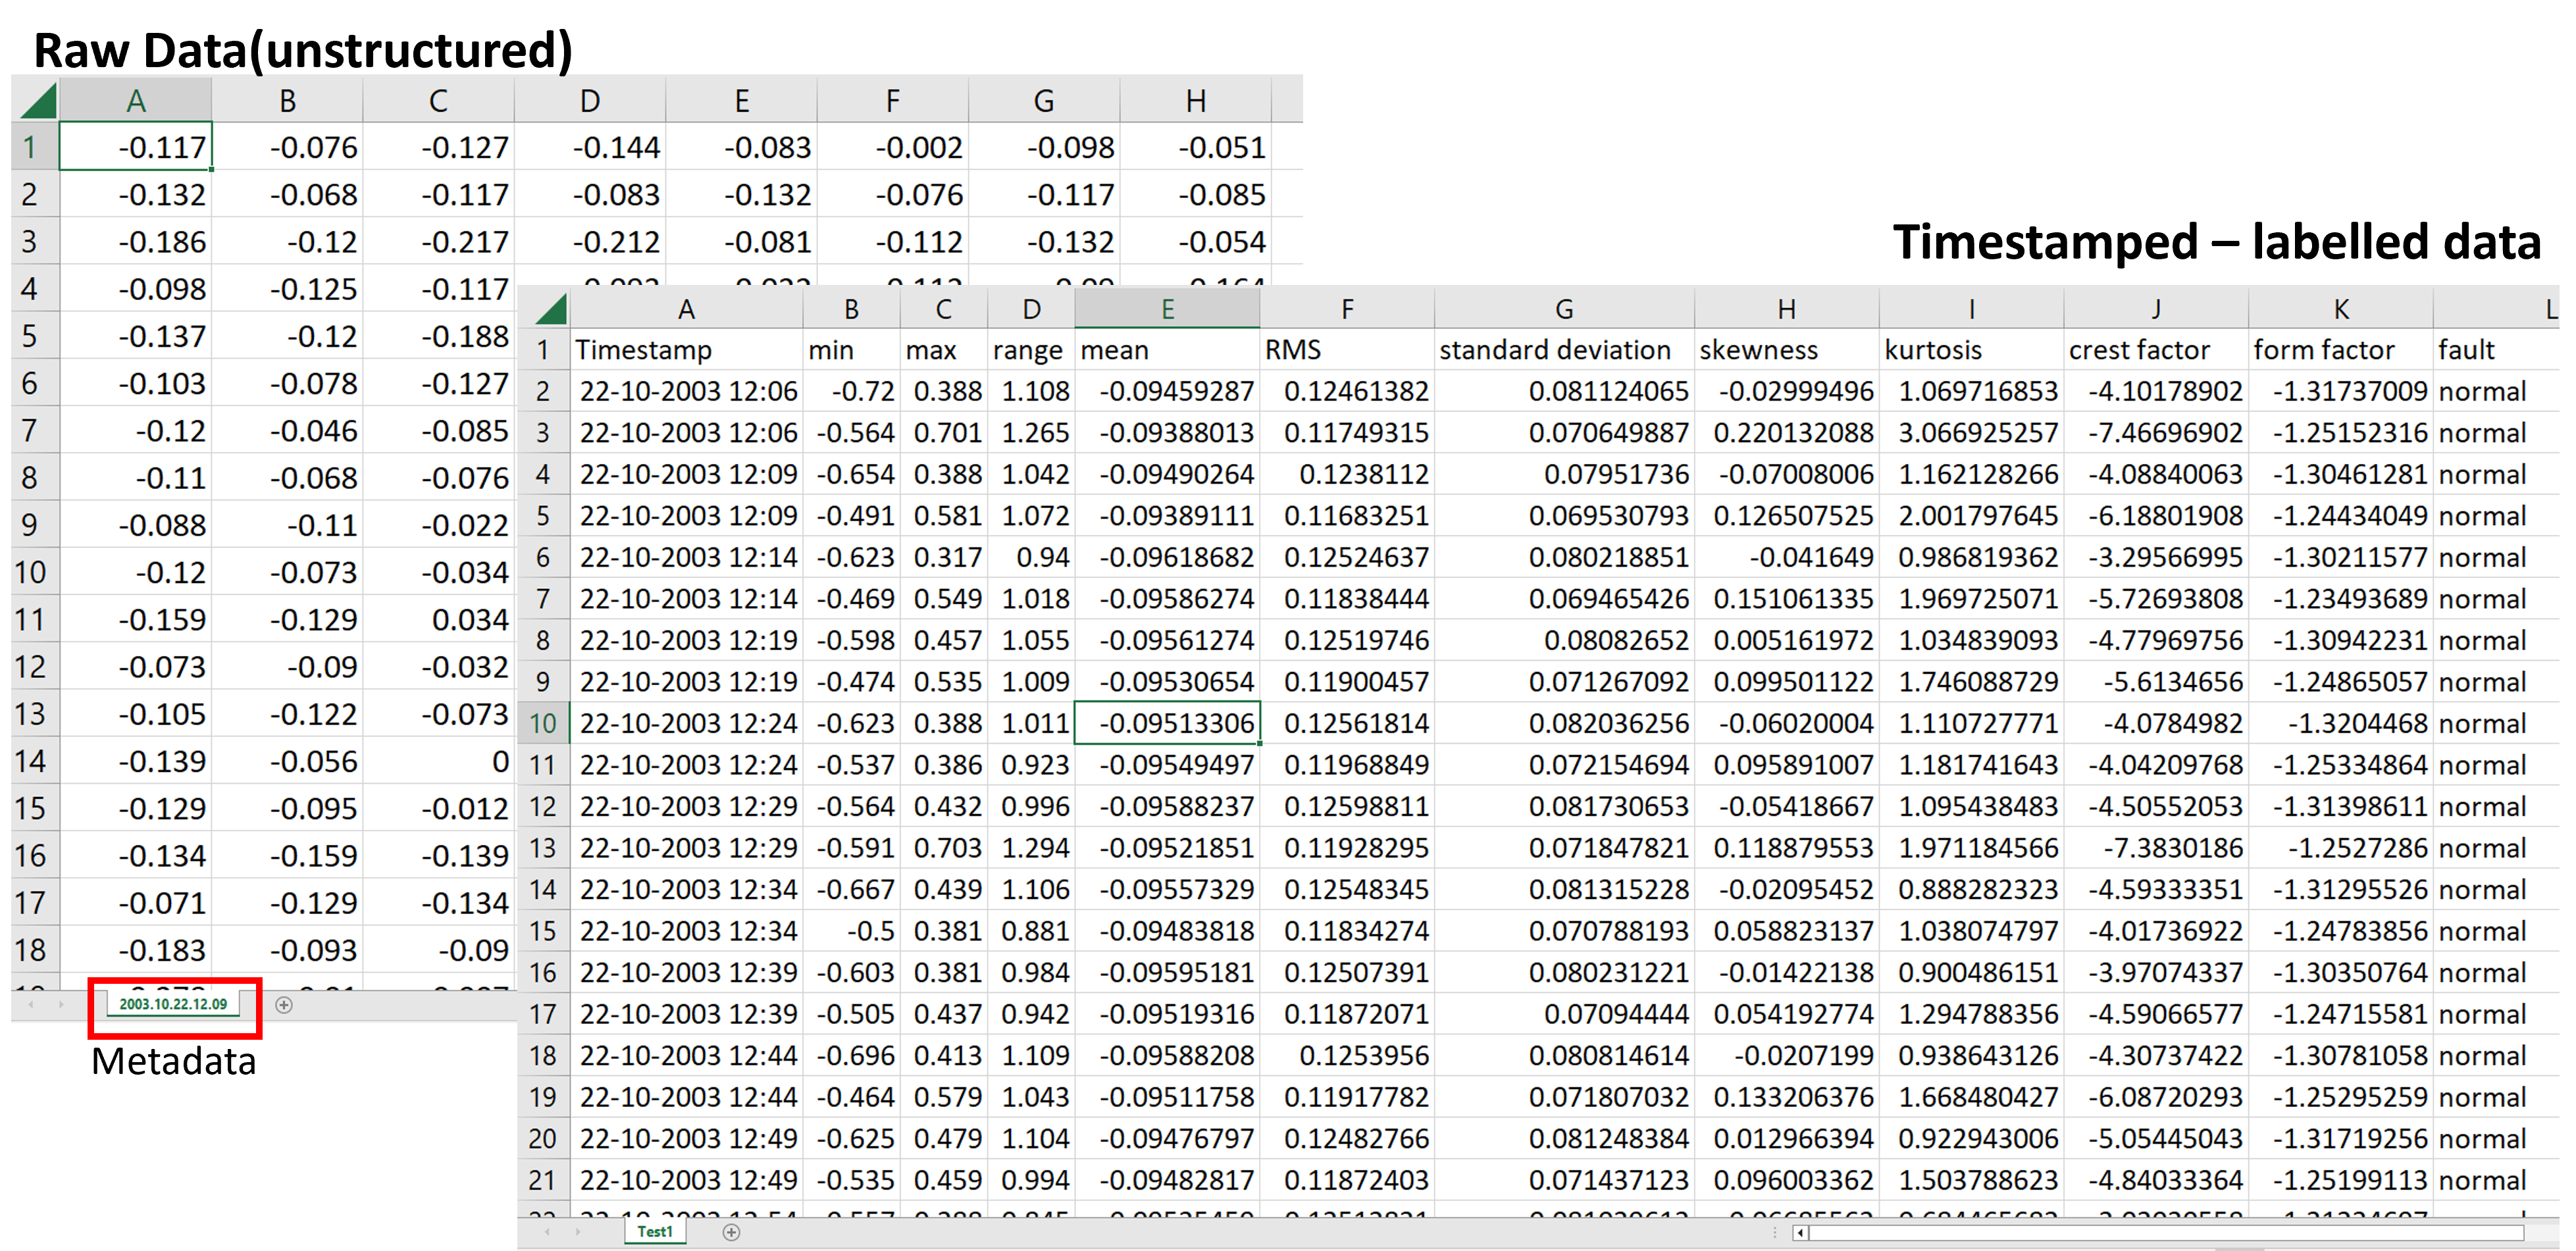 Raw Data(unstructured)
A B C D E F G H
1 -0.117 -0.076 -0.127 -0.144 -0.083 -0.002 -0.098 -0.051
2 -0.132 -0.068 -0.117 -0.083 -0.132 -0.076 -0.117 -0.085
3 -0.186 -0.12 -0.217 -0.212 -0.081 -0.112 -0.132 -0.054
4 -0.098 -0.125 -0.117
5 -0.137 -0.12 -0.188
6 -0.103 -0.078 -0.127
7 -0.12 -0.046 -0.085
8 -0.11 -0.068 -0.076
9 -0.088 -0.11 -0.022
10 -0.12 -0.073 -0.034
11 -0.159 -0.129 0.034
12 -0.073 -0.09 -0.032
13 -0.105 -0.122 -0.073
14 -0.139 -0.056 0
15 -0.129 -0.095 -0.012
16 -0.134 -0.159 -0.139
17 -0.071 -0.129 -0.134
18 -0.183 -0.093 -0.09
2003.10.22.12.09
Metadata
Timestamped – labelled data
A B C D E F G H I J K L
1 Timestamp min max range mean RMS standard deviation skewness kurtosis crest factor form factor fault
2 22-10-2003 12:06 -0.72 0.388 1.108 -0.09459287 0.12461382 0.081124065 -0.02999496 1.069716853 -4.10178902 -1.31737009 normal
3 22-10-2003 12:06 -0.564 0.701 1.265 -0.09388013 0.11749315 0.070649887 0.220132088 3.066925257 -7.46696902 -1.25152316 normal
4 22-10-2003 12:09 -0.654 0.388 1.042 -0.09490264 0.1238112 0.07951736 -0.07008006 1.162128266 -4.08840063 -1.30461281 normal
5 22-10-2003 12:09 -0.491 0.581 1.072 -0.09389111 0.11683251 0.069530793 0.126507525 2.001797645 -6.18801908 -1.24434049 normal
6 22-10-2003 12:14 -0.623 0.317 0.94 -0.09618682 0.12524637 0.080218851 -0.041649 0.986819362 -3.29566995 -1.30211577 normal
7 22-10-2003 12:14 -0.469 0.549 1.018 -0.09586274 0.11838444 0.069465426 0.151061335 1.969725071 -5.72693808 -1.23493689 normal
8 22-10-2003 12:19 -0.598 0.457 1.055 -0.09561274 0.12519746 0.08082652 0.005161972 1.034839093 -4.77969756 -1.30942231 normal
9 22-10-2003 12:19 -0.474 0.535 1.009 -0.09530654 0.11900457 0.071267092 0.099501122 1.746088729 -5.6134656 -1.24865057 normal
10 22-10-2003 12:24 -0.623 0.388 1.011 -0.09513306 0.12561814 0.082036256 -0.06020004 1.110727771 -4.0784982 -1.3204468 normal
11 22-10-2003 12:24 -0.537 0.386 0.923 -0.09549497 0.11968849 0.072154694 0.095891007 1.181741643 -4.04209768 -1.25334864 normal
12 22-10-2003 12:29 -0.564 0.432 0.996 -0.09588237 0.12598811 0.081730653 -0.05418667 1.095438483 -4.50552053 -1.31398611 normal
13 22-10-2003 12:29 -0.591 0.703 1.294 -0.09521851 0.11928295 0.071847821 0.118879553 1.971184566 -7.3830186 -1.2527286 normal
14 22-10-2003 12:34 -0.667 0.439 1.106 -0.09557329 0.12548345 0.081315228 -0.02095452 0.888282323 -4.59333351 -1.31295526 normal
15 22-10-2003 12:34 -0.5 0.381 0.881 -0.09483818 0.11834274 0.070788193 0.058823137 1.038074797 -4.01736922 -1.24783856 normal
16 22-10-2003 12:39 -0.603 0.381 0.984 -0.09595181 0.12507391 0.080231221 -0.01422138 0.900486151 -3.97074337 -1.30350764 normal
17 22-10-2003 12:39 -0.505 0.437 0.942 -0.09519316 0.11872071 0.07094444 0.054192774 1.294788356 -4.59066577 -1.24715581 normal
18 22-10-2003 12:44 -0.696 0.413 1.109 -0.09588208 0.1253956 0.080814614 -0.0207199 0.938643126 -4.30737422 -1.30781058 normal
19 22-10-2003 12:44 -0.464 0.579 1.043 -0.09511758 0.11917782 0.071807032 0.133206376 1.668480427 -6.08720293 -1.25295259 normal
20 22-10-2003 12:49 -0.625 0.479 1.104 -0.09476797 0.12482766 0.081248384 0.012966394 0.922943006 -5.05445043 -1.31719256 normal
21 22-10-2003 12:49 -0.535 0.459 0.994 -0.09482817 0.11872403 0.071437123 0.096003362 1.503788623 -4.84033364 -1.25199113 normal
Test1